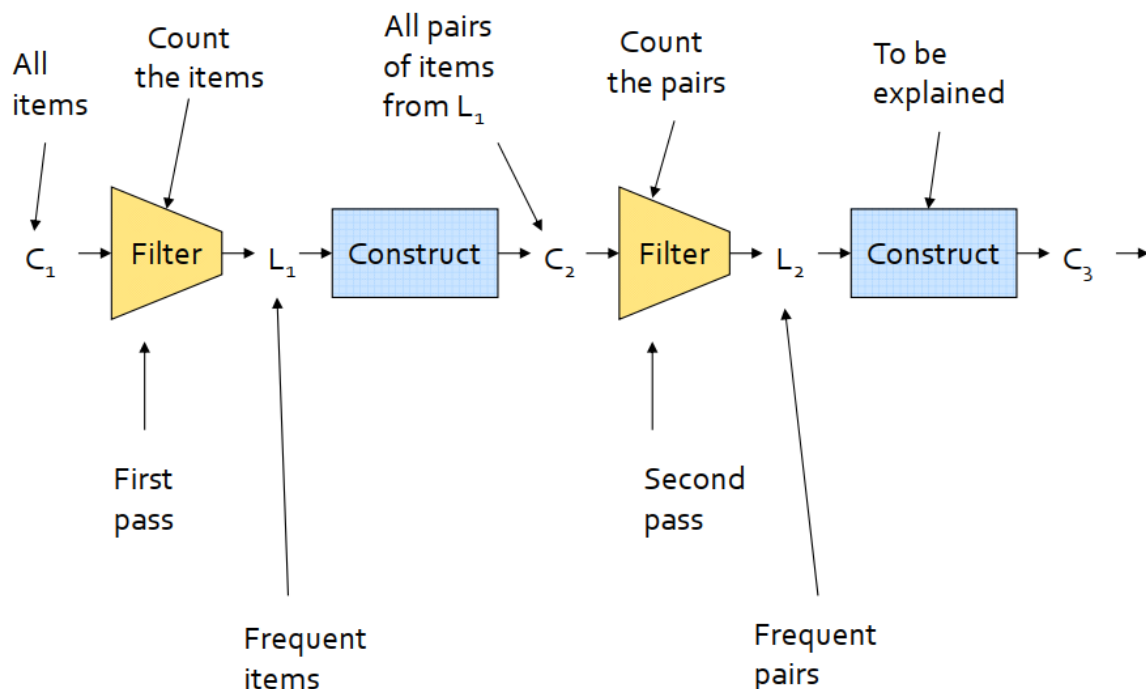 All
items
Count
the items
All pairs
of items
from L₁
Count
the pairs
To be
explained
C₁
Filter
L₁
Construct
C₂
Filter
L₂
Construct
C₃
First
pass
Second
pass
Frequent
items
Frequent
pairs